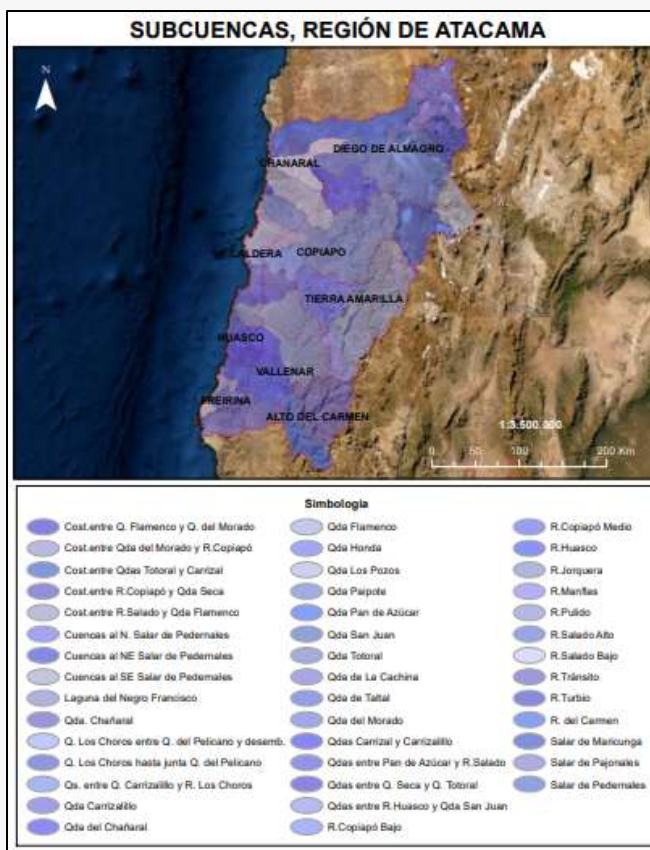 SUBCUENCAS, REGIÓN DE ATACAMA
N
DIEGO DE ALMAGRO
CHANARAL
CALDERA
COPIAPO
TIERRA AMARILLA
HUASCO
VALLENAR
FREIRINA
ALTO DEL CARMEN
1:3.500.000
0 50 100 200 Km
Simbología
Cost.entre Q. Flamenco y Q. del Morado
Cost.entre Qda del Morado y R.Copiapó
Cost.entre Qdas Totoral y Carrizal
Cost.entre R.Copiapó y Qda Seca
Cost.entre R.Salado y Qda Flamenco
Cuencas al N. Salar de Pedernales
Cuencas al NE Salar de Pedernales
Cuencas al SE Salar de Pedernales
Laguna del Negro Francisco
Qda. Chañaral
Q. Los Choros entre Q. del Pelicano y desemb.
Q. Los Choros hasta junta Q. del Pelicano
Qs. entre Q. Carrizalillo y R. Los Choros
Qda Carrizalillo
Qda del Chañaral
Qda Flamenco
Qda Honda
Qda Los Pozos
Qda Paipote
Qda Pan de Azúcar
Qda San Juan
Qda Totoral
Qda de La Cachina
Qda de Taltal
Qda del Morado
Qdas Carrizal y Carrizalillo
Qdas entre Pan de Azúcar y R.Salado
Qdas entre Q. Seca y Q. Totoral
Qdas entre R.Huasco y Qda San Juan
R.Copiapó Bajo
R.Copiapó Medio
R.Huasco
R.Jorquera
R.Manflas
R.Pulido
R.Salado Alto
R.Salado Bajo
R.Tránsito
R.Turbio
R. del Carmen
Salar de Maricunga
Salar de Pajonales
Salar de Pedernales